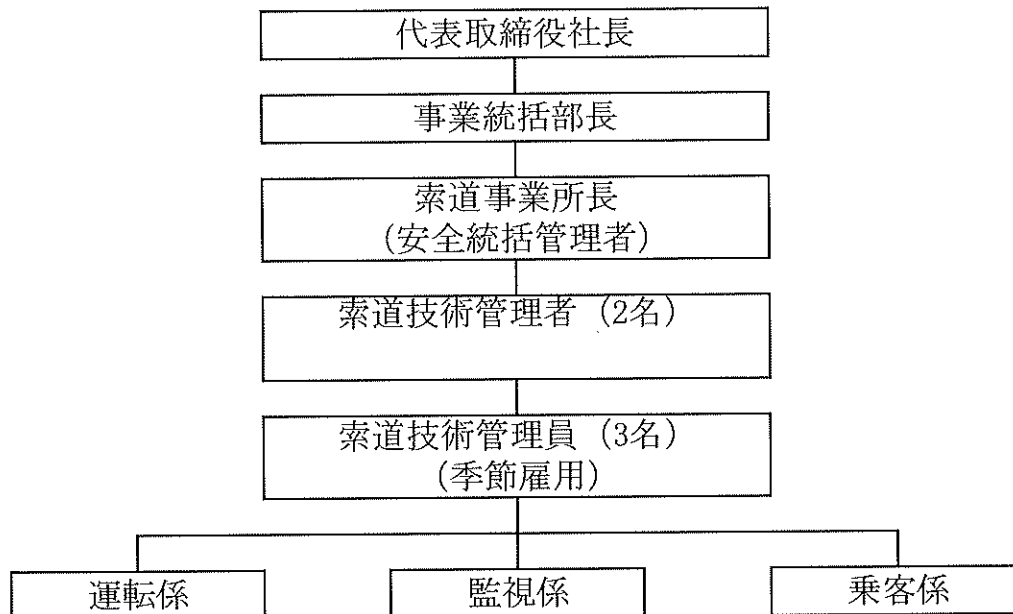 代表取締役社長
事業統括部長
索道事業所長
(安全統括管理者)
索道技術管理者 (2名)
索道技術管理員 (3名)
(季節雇用)
運転係
監視係
乗客係